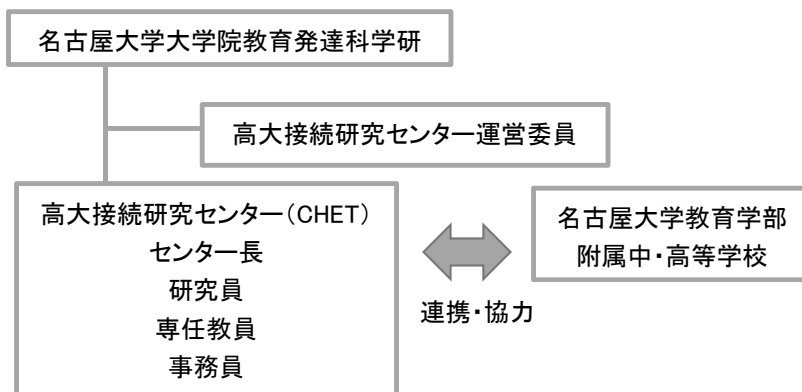 名古屋大学大学院教育発達科学研
高大接続研究センター運営委員
高大接続研究センター（CHET）
センター長
研究員
専任教員
事務員
連携・協力
名古屋大学教育学部
附属中・高等学校